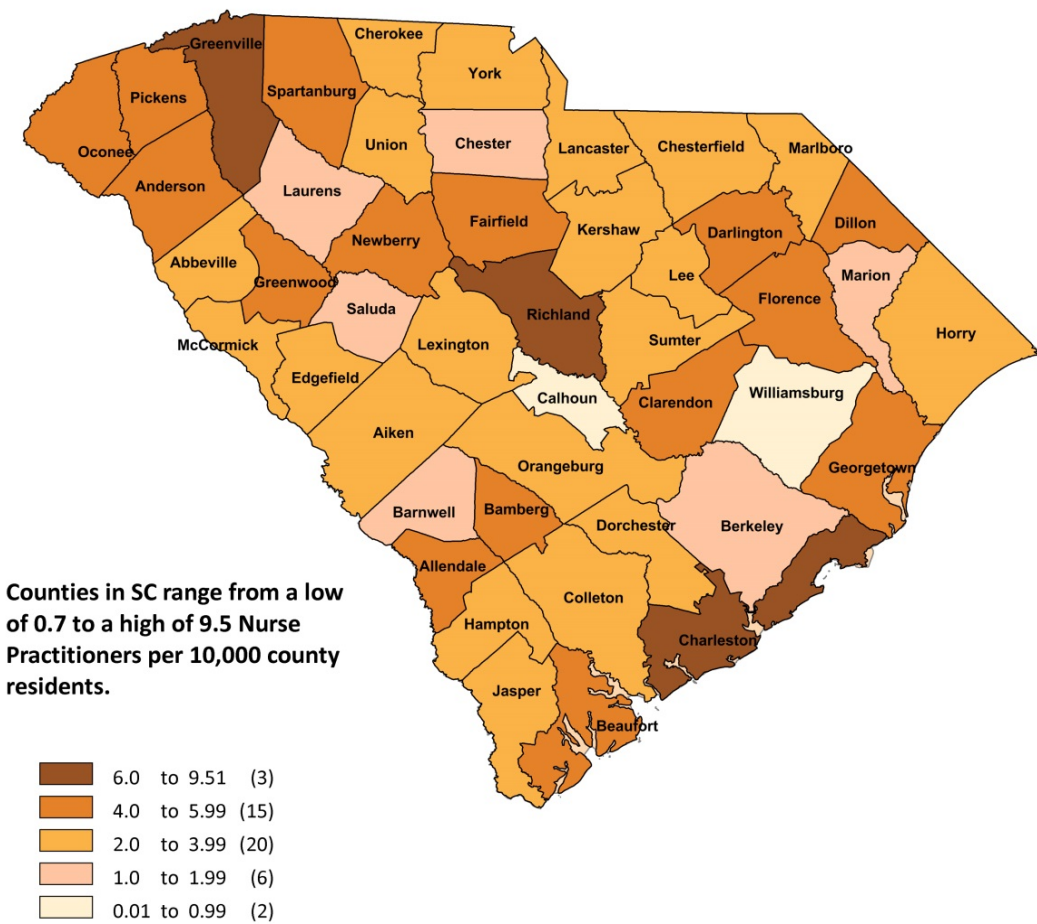 Greenville
Cherokee
York
Pickens
Spartanburg
Oconee
Union
Chester
Lancaster
Chesterfield
Marlboro
Anderson
Laurens
Fairfield
Kershaw
Darlington
Dillon
Newberry
Abbeville
Greenwood
Lee
Marion
Saluda
Richland
Florence
Horry
McCormick
Lexington
Sumter
Edgefield
Calhoun
Clarendon
Williamsburg
Aiken
Orangeburg
Georgetown
Barnwell
Bamberg
Dorchester
Berkeley
Allendale
Colleton
Hampton
Charleston
Jasper
Beaufort
Counties in SC range from a low
of 0.7 to a high of 9.5 Nurse
Practitioners per 10,000 county
residents.
6.0 to 9.51 (3)
4.0 to 5.99 (15)
2.0 to 3.99 (20)
1.0 to 1.99 (6)
0.01 to 0.99 (2)